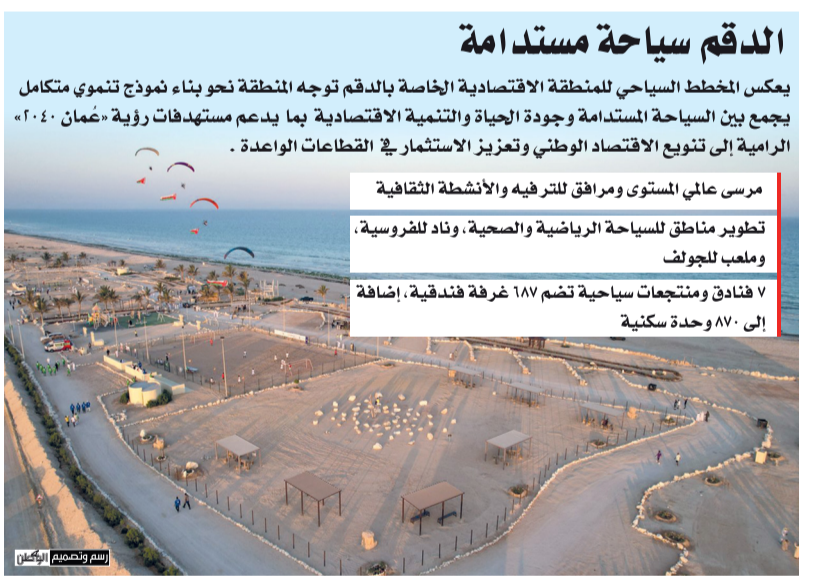 الدقم سياحة مستدامة
يعكس المخطط السياحي للمنطقة الاقتصادية الخاصة بالدقم توجه المنطقة نحو بناء نموذج تنموي متكامل
يجمع بين السياحة المستدامة وجودة الحياة والتنمية الاقتصادية بما يدعم مستهدفات رؤية «عُمان ٢٠٤٠»
الرامية إلى تنويع الاقتصاد الوطني وتعزيز الاستثمار في القطاعات الواعدة .
مرسى عالمي المستوى ومرافق للترفيه والأنشطة الثقافية
تطوير مناطق للسياحة الرياضية والصحية، وناد للفروسية،
وملعب للجولف
٧ فنادق ومنتجعات سياحية تضم ٦٨٧ غرفة فندقية، إضافة
إلى ٨٧٠ وحدة سكنية
رسم وتصميم الوطن